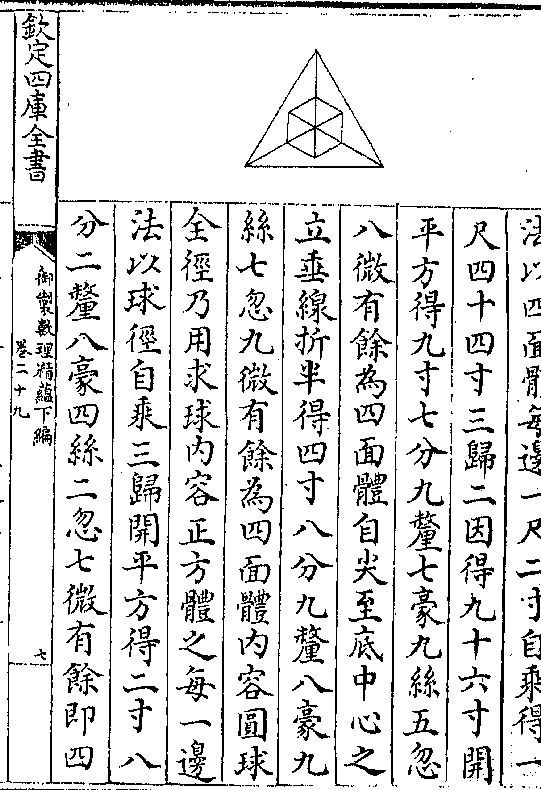 法以四面體每邊一尺二寸自乘得一
尺四十四寸三歸二因得九十六寸開
平方得九寸七分九釐七豪九絲五忽
八微有餘為四面體自尖至底中心之
立垂線折半得四寸八分九釐八豪九
絲七忽九微有餘為四面體内容圓球
全徑乃用求球内容正方體之每一邊
法以球徑自乘三歸開平方得二寸八
分二釐八豪四絲二忽七微有餘即四
欽定四庫全書
御製數理精藴下編
卷二十九
七